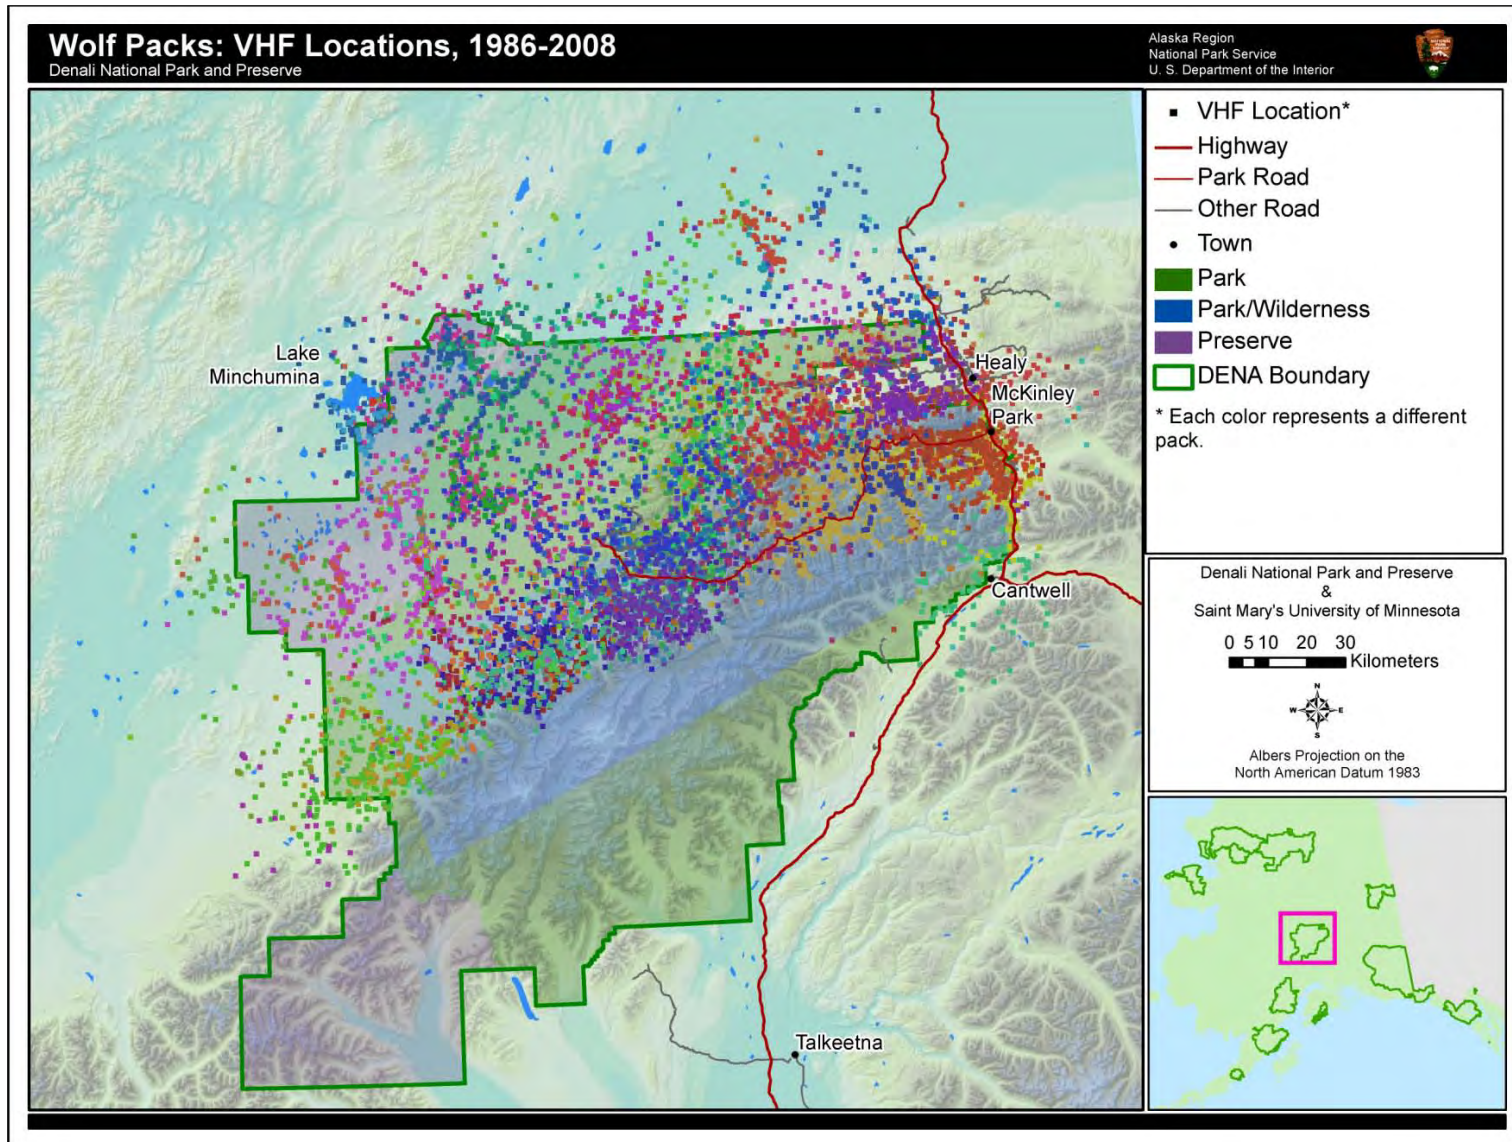 Wolf Packs: VHF Locations, 1986-2008
Denali National Park and Preserve
Alaska Region
National Park Service
U. S. Department of the Interior
Lake
Minchumina
Healy
McKinley
Park
Cantwell
Talkeetna
VHF Location*
Highway
Park Road
Other Road
Town
Park
Park/Wilderness
Preserve
DENA Boundary
* Each color represents a different
pack.
Denali National Park and Preserve
&
Saint Mary's University of Minnesota
0 5 10 20 30
Kilometers
N
W E
S
Albers Projection on the
North American Datum 1983